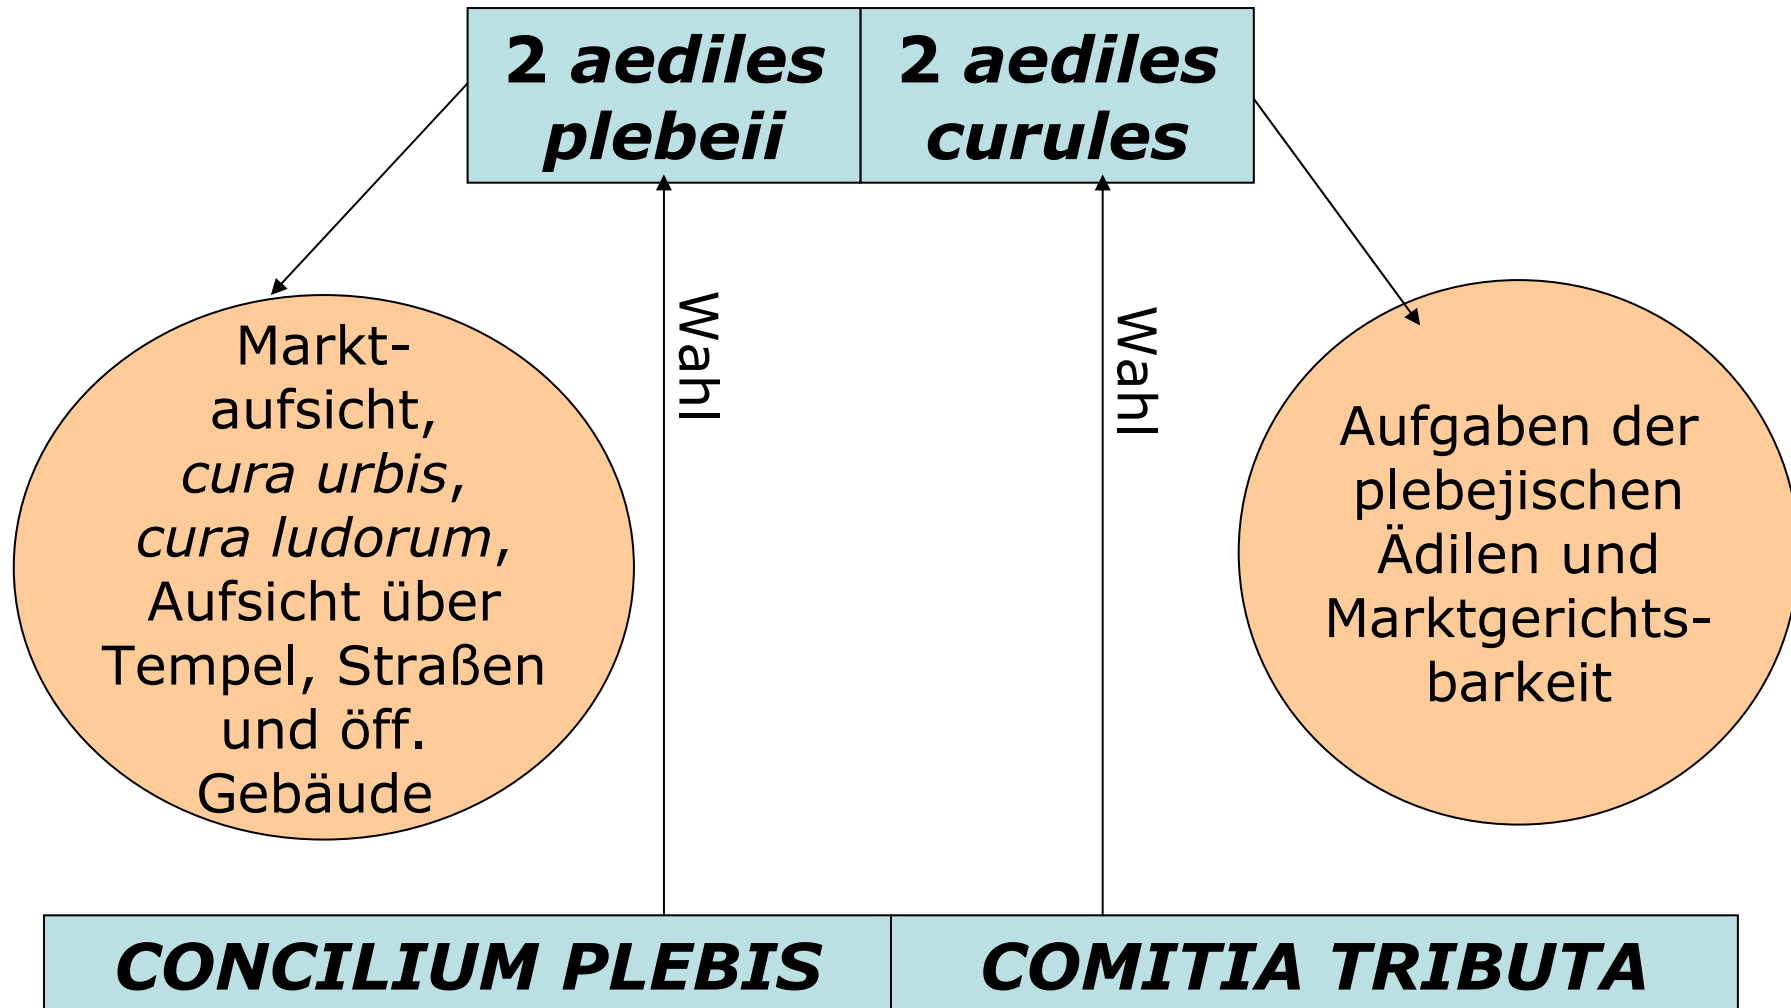 2 aediles
plebeii
2 aediles
curules
Wahl
Wahl
Markt-
aufsicht,
cura urbis,
cura ludorum,
Aufsicht über
Tempel, Straßen
und öff.
Gebäude
Aufgaben der
plebejischen
Ädilen und
Marktgerichts-
barkeit
CONCILIUM PLEBIS
COMITIA TRIBUTA